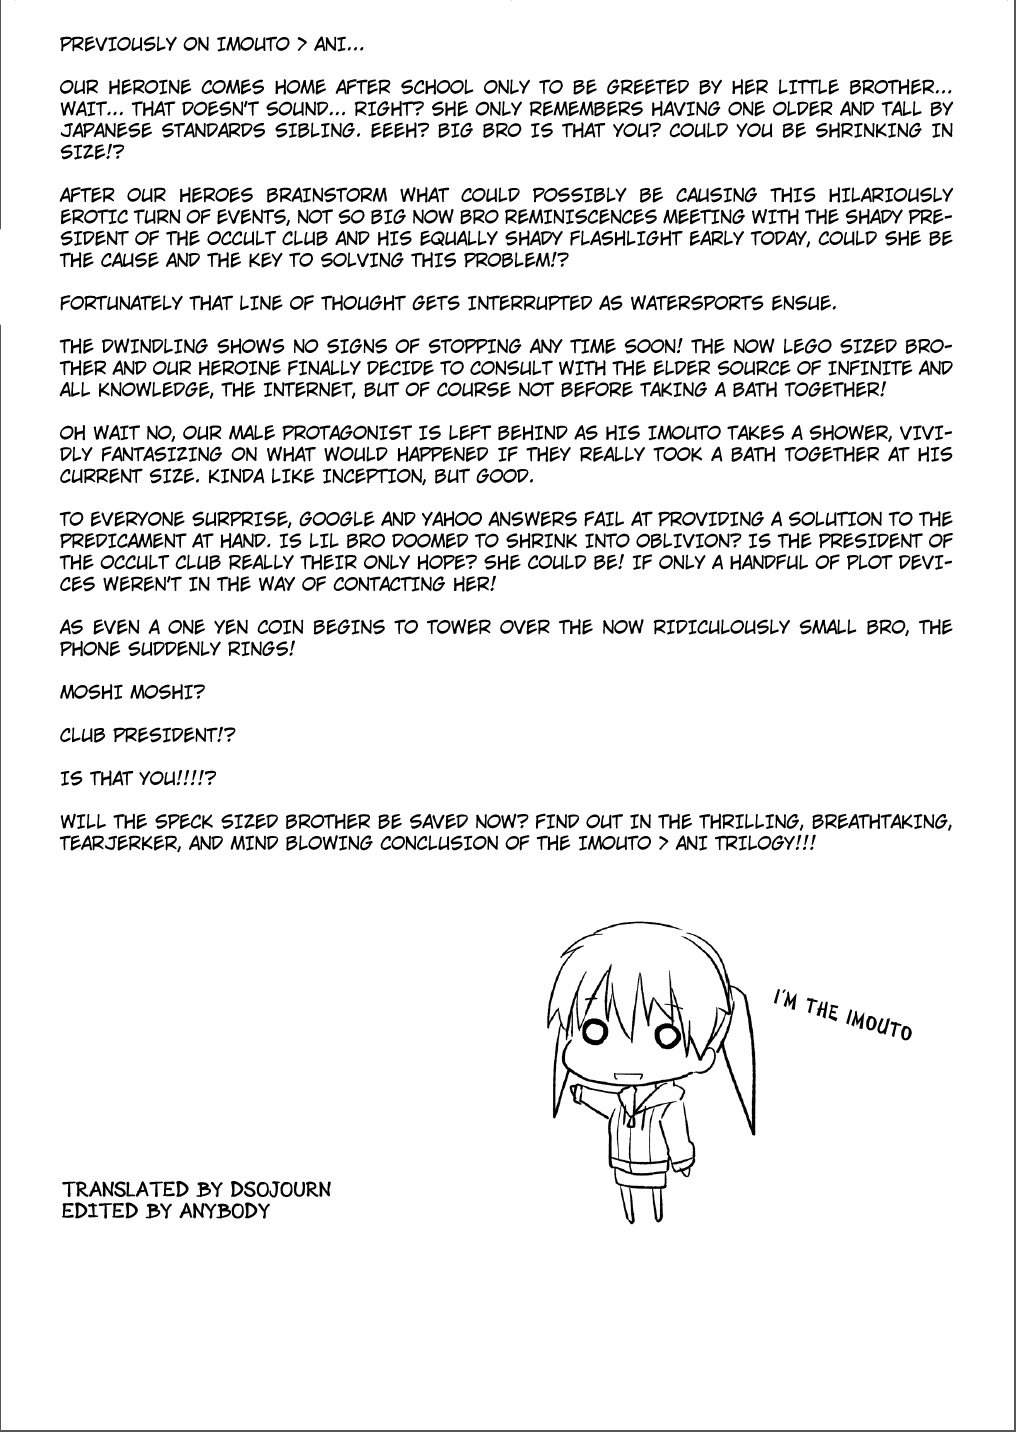 PREVIOUSLY ON IMOUTO > ANI...
OUR HEROINE COMES HOME AFTER SCHOOL ONLY TO BE GREETED BY HER LITTLE BROTHER...
WAIT... THAT DOESN'T SOUND... RIGHT? SHE ONLY REMEMBERS HAVING ONE OLDER AND TALL BY
JAPANESE STANDARDS SIBLING. EEEH? BIG BRO IS THAT YOU? COULD YOU BE SHRINKING IN
SIZE!?
AFTER OUR HEROES BRAINSTORM WHAT COULD POSSIBLY BE CAUSING THIS HILARIOUSLY
EROTIC TURN OF EVENTS, NOT SO BIG NOW BRO REMINISCENCES MEETING WITH THE SHADY PRE-
SIDENT OF THE OCCULT CLUB AND HIS EQUALLY SHADY FLASHLIGHT EARLY TODAY, COULD SHE BE
THE CAUSE AND THE KEY TO SOLVING THIS PROBLEM!?
FORTUNATELY THAT LINE OF THOUGHT GETS INTERRUPTED AS WATERSPORTS ENSUE.
THE DWINDLING SHOWS NO SIGNS OF STOPPING ANY TIME SOON! THE NOW LEGO SIZED BRO-
THER AND OUR HEROINE FINALLY DECIDE TO CONSULT WITH THE ELDER SOURCE OF INFINITE AND
ALL KNOWLEDGE, THE INTERNET, BUT OF COURSE NOT BEFORE TAKING A BATH TOGETHER!
OH WAIT NO, OUR MALE PROTAGONIST IS LEFT BEHIND AS HIS IMOUTO TAKES A SHOWER, VIVI-
DLY FANTASIZING ON WHAT WOULD HAPPENED IF THEY REALLY TOOK A BATH TOGETHER AT HIS
CURRENT SIZE. KINDA LIKE INCEPTION, BUT GOOD.
TO EVERYONE SURPRISE, GOOGLE AND YAHOO ANSWERS FAIL AT PROVIDING A SOLUTION TO THE
PREDICAMENT AT HAND. IS LIL BRO DOOMED TO SHRINK INTO OBLIVION? IS THE PRESIDENT OF
THE OCCULT CLUB REALLY THEIR ONLY HOPE? SHE COULD BE! IF ONLY A HANDFUL OF PLOT DEVI-
CES WEREN'T IN THE WAY OF CONTACTING HER!
AS EVEN A ONE YEN COIN BEGINS TO TOWER OVER THE NOW RIDICULOUSLY SMALL BRO, THE
PHONE SUDDENLY RINGS!
MOSHI MOSHI?
CLUB PRESIDENT!?
IS THAT YOU!!!!?
WILL THE SPECK SIZED BROTHER BE SAVED NOW? FIND OUT IN THE THRILLING, BREATHTAKING,
TEARJERKER, AND MIND BLOWING CONCLUSION OF THE IMOUTO > ANI TRILOGY!!!
I'M THE IMOUTO
TRANSLATED BY DSOJOURN
EDITED BY ANYBODY